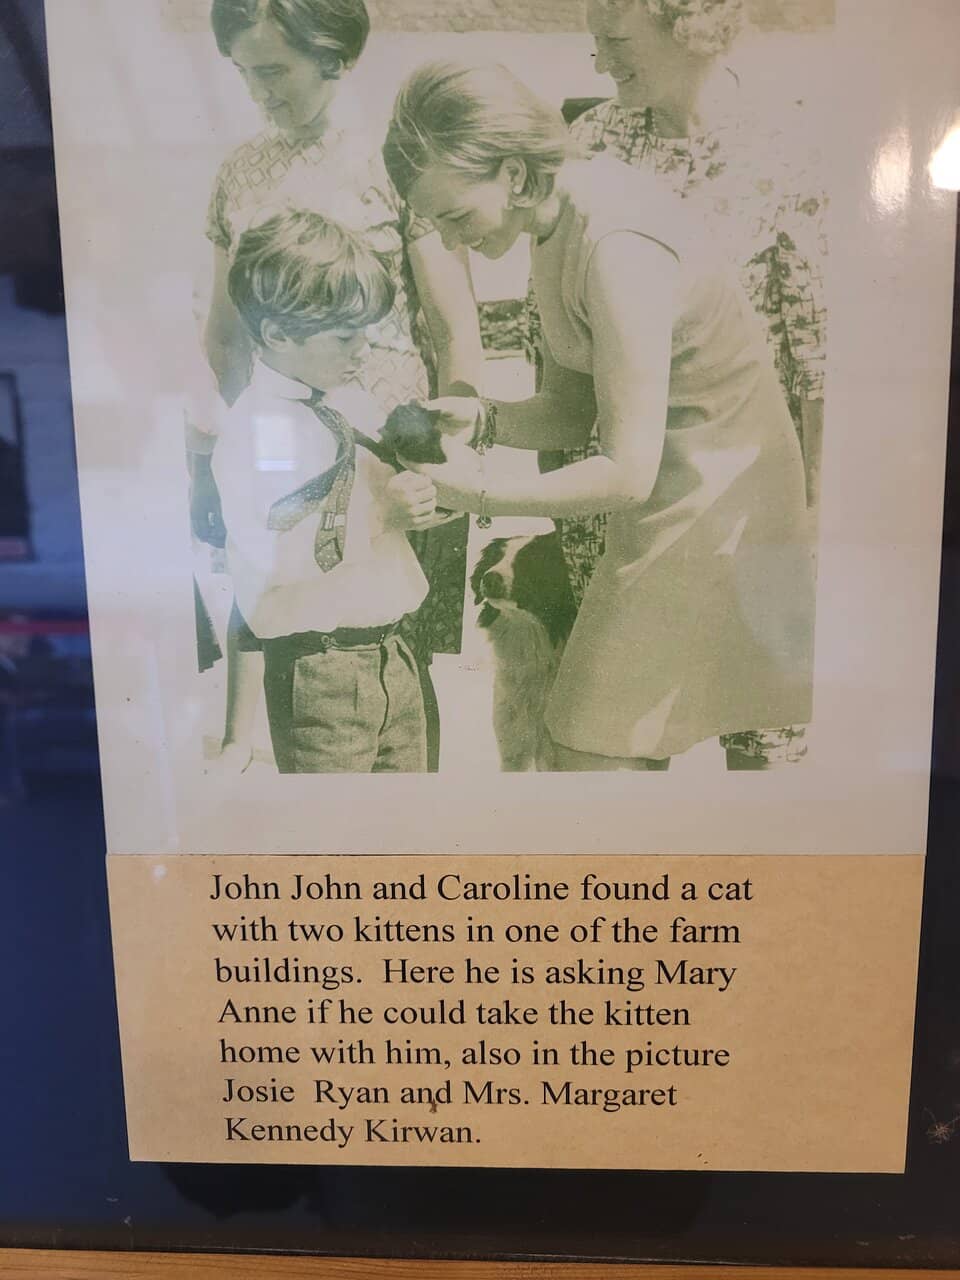 John John and Caroline found a cat
with two kittens in one of the farm
buildings.  Here he is asking Mary
Anne if he could take the kitten
home with him, also in the picture
Josie  Ryan and Mrs. Margaret
Kennedy Kirwan.